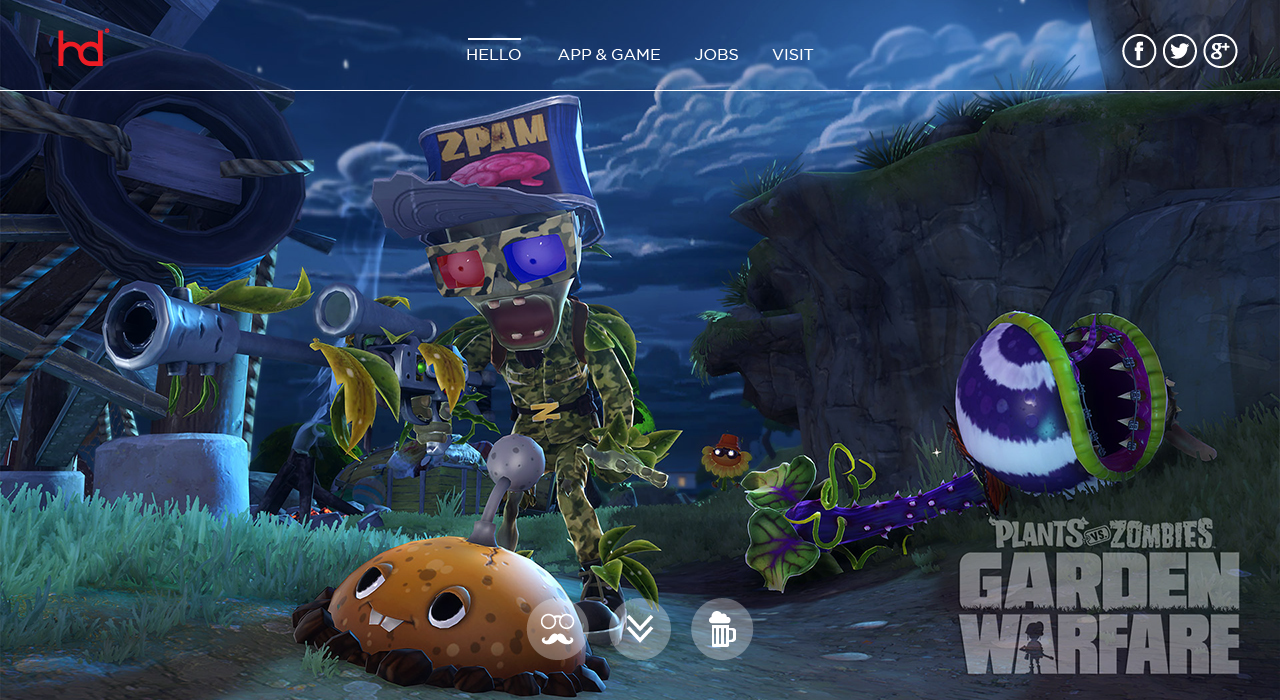 hd
HELLO APP & GAME JOBS VISIT
f g+
ZPAM
Z
PLANTS VS. ZOMBIES
GARDEN
WARFARE